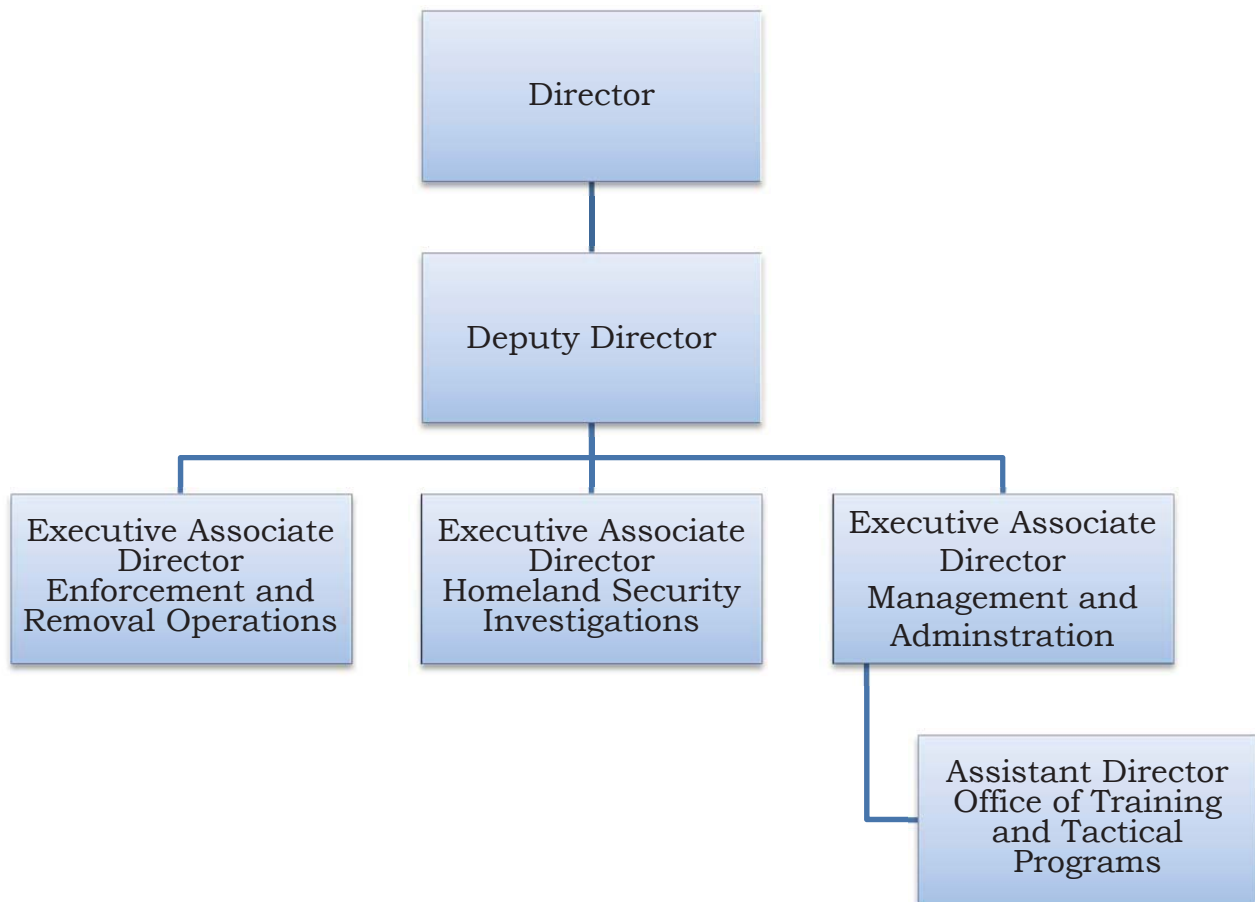 Director
Deputy Director
Executive Associate
Director
Enforcement and
Removal Operations
Executive Associate
Director
Homeland Security
Investigations
Executive Associate
Director
Management and
Adminstration
Assistant Director
Office of Training
and Tactical
Programs